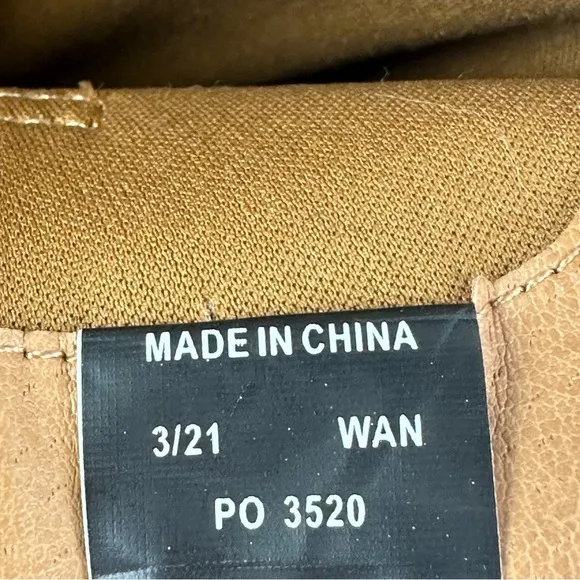 MADE IN CHINA
3/21 WAN
PO 3520